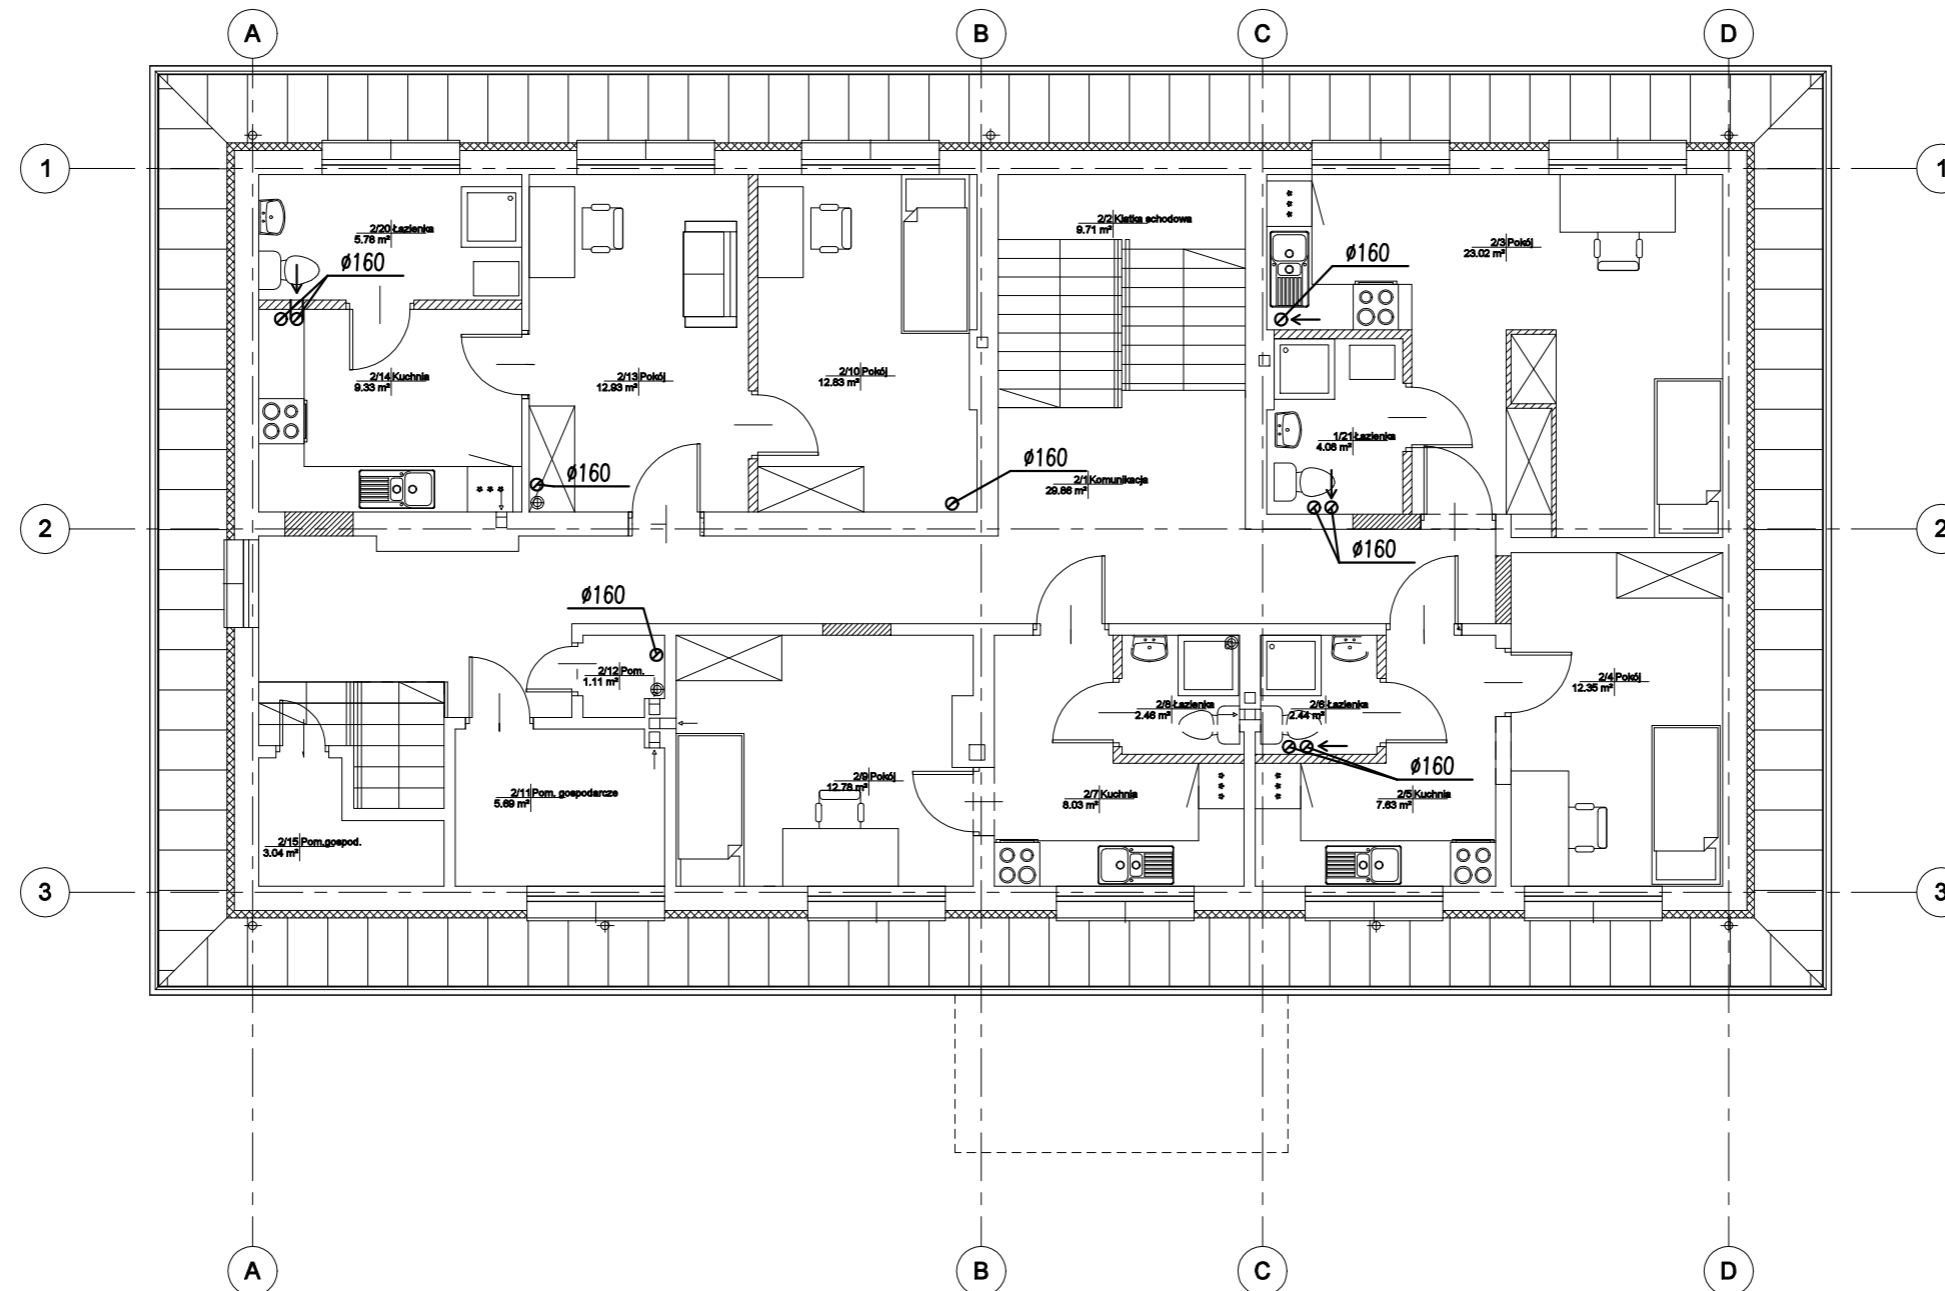 A B C D
1 1
2/20 Łazienka
5.78 m²
ø160
2/2 Klatka schodowa
9.71 m²
ø160
2/3 Pokój
23.02 m²
2/14 Kuchnia
9.33 m²
2/13 Pokój
12.93 m²
2/10 Pokój
12.83 m²
1/21 Łazienka
4.08 m²
ø160
ø160
2/1 Komunikacja
29.86 m²
2 2
ø160
ø160
2/12 Pom.
1.11 m²
2/8 Łazienka
2.46 m²
2/6 Łazienka
2.44 m²
2/4 Pokój
12.35 m²
ø160
2/11 Pom. gospodarcze
5.69 m²
2/9 Pokój
12.78 m²
2/7 Kuchnia
8.03 m²
2/5 Kuchnia
7.63 m²
2/15 Pom.gospod.
3.04 m²
3 3
A B C D